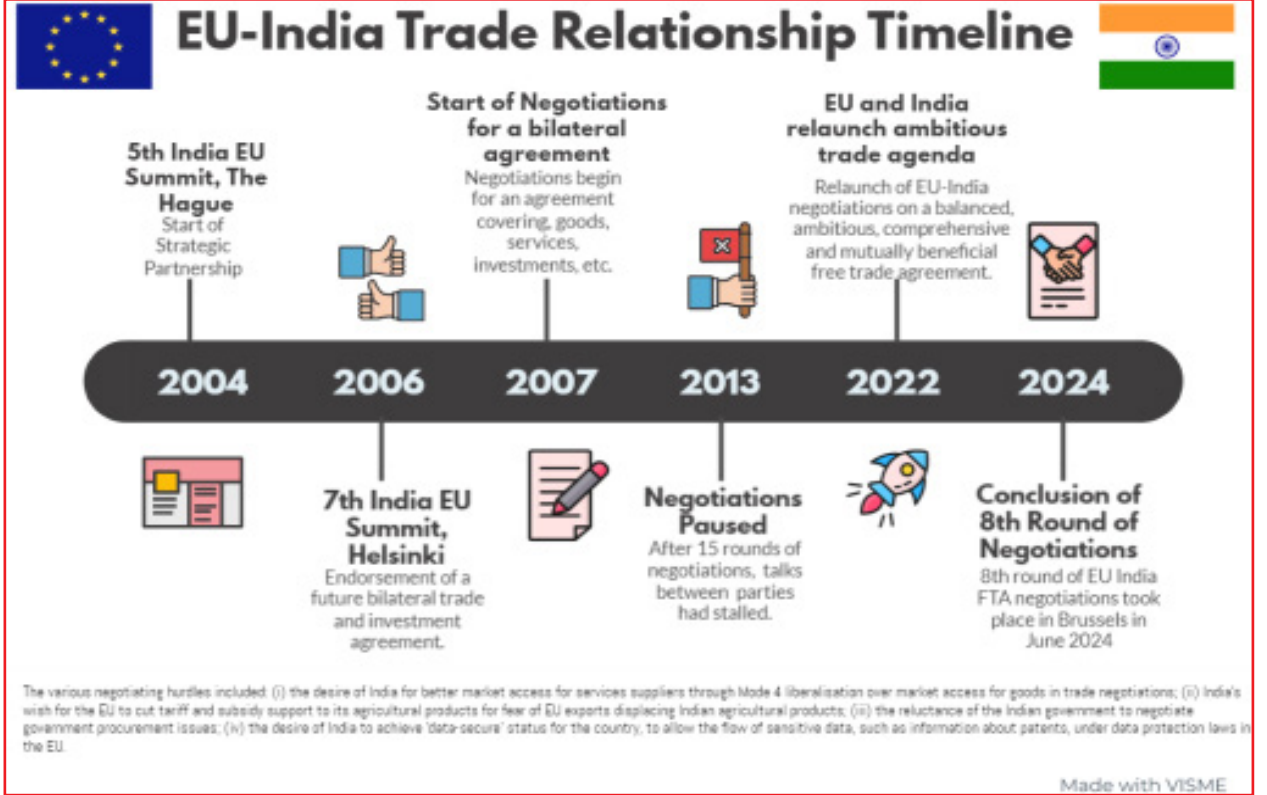 EU-India Trade Relationship Timeline
5th India EU
Summit, The
Hague
Start of
Strategic
Partnership
Start of Negotiations
for a bilateral
agreement
Negotiations begin
for an agreement
covering, goods,
services,
investments, etc.
EU and India
relaunch ambitious
trade agenda
Relaunch of EU-India
negotiations on a balanced,
ambitious, comprehensive
and mutually beneficial
free trade agreement.
2004 2006 2007 2013 2022 2024
7th India EU
Summit,
Helsinki
Endorsement of a
future bilateral trade
and investment
agreement.
Negotiations
Paused
After 15 rounds of
negotiations, talks
between parties
had stalled.
Conclusion of
8th Round of
Negotiations
8th round of EU India
FTA negotiations took
place in Brussels in
June 2024
The various negotiating hurdles included: (i) the desire of India for better market access for services suppliers through Mode 4 liberalisation over market access for goods in trade negotiations; (ii) India's
wish for the EU to cut tariff and subsidy support to its agricultural products for fear of EU exports displacing Indian agricultural products; (iii) the reluctance of the Indian government to negotiate
government procurement issues; (iv) the desire of India to achieve 'data-secure' status for the country, to allow the flow of sensitive data, such as information about patents, under data protection laws in
the EU.
Made with VISME